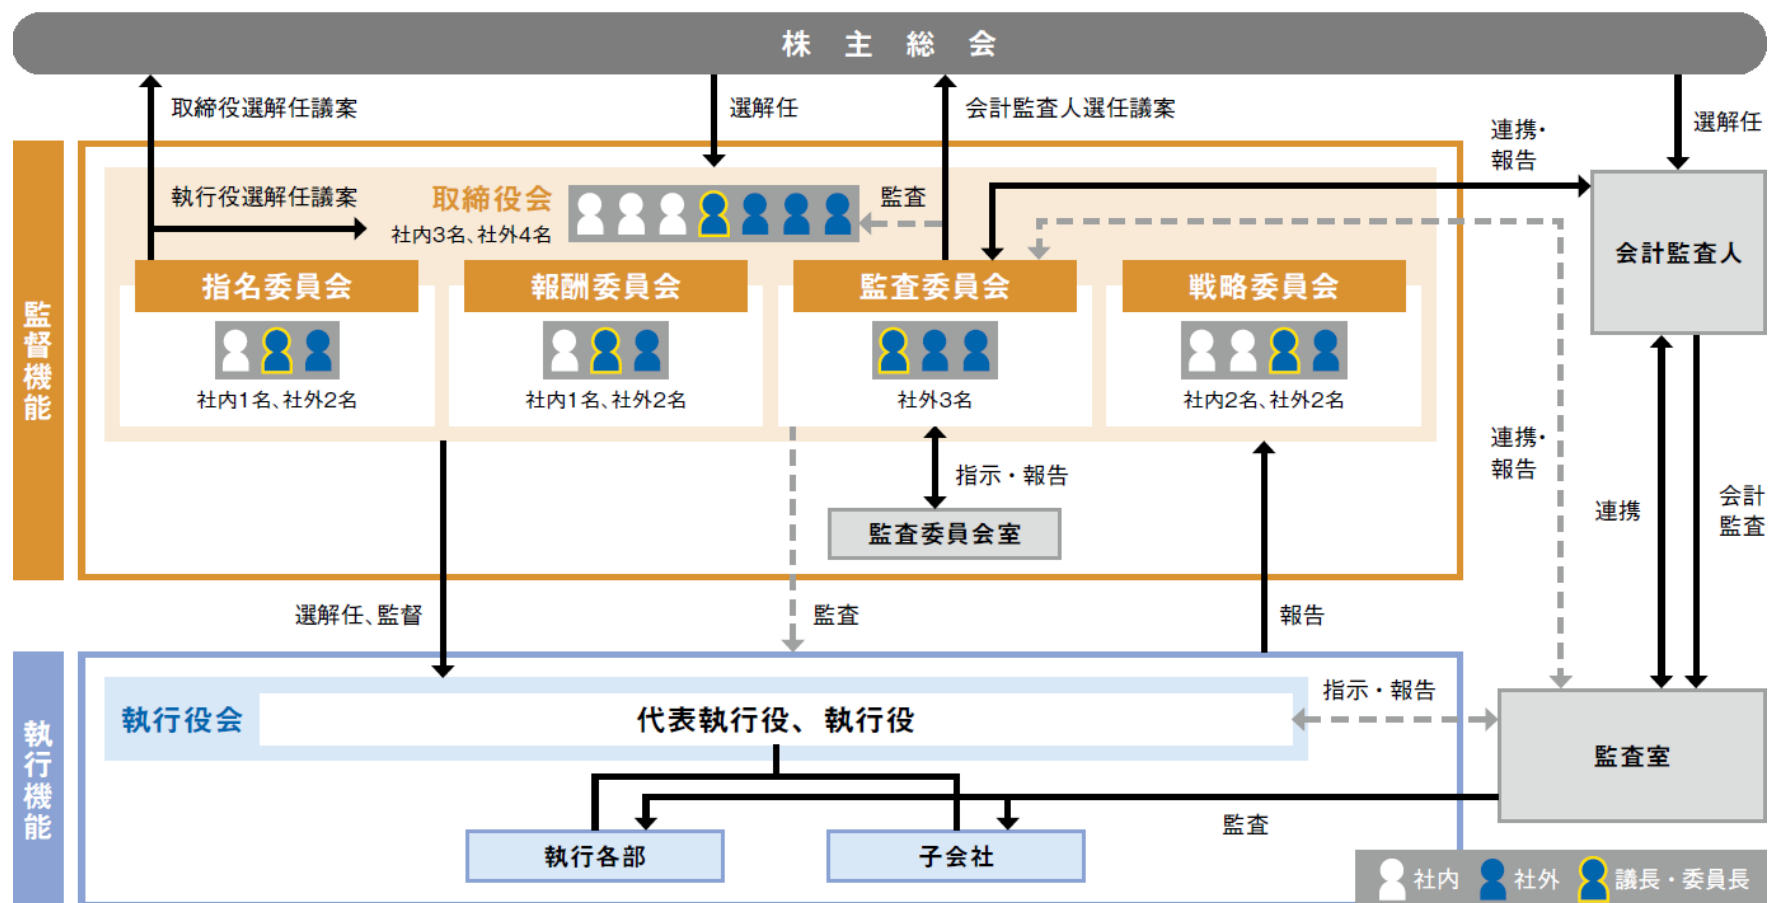 株主総会
取締役選解任議案
選解任
会計監査人選任議案
選解任
連携・
報告
執行役選解任議案
取締役会
社内3名、社外4名
監査
会計監査人
監督機能
指名委員会
報酬委員会
監査委員会
戦略委員会
社内1名、社外2名
社内1名、社外2名
社外3名
社内2名、社外2名
指示・報告
監査委員会室
連携・
報告
連携
会計
監査
選解任、監督
監査
報告
執行機能
執行役会
代表執行役、執行役
指示・報告
監査室
監査
執行各部
子会社
社内
社外
議長・委員長